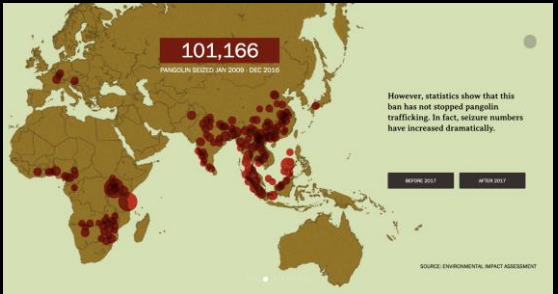 101,166
PANGOLIN SEIZED JAN 2009 - DEC 2016
However, statistics show that this
ban has not stopped pangolin
trafficking. In fact, seizure numbers
have increased dramatically.
BEFORE 2017
AFTER 2017
SOURCE: ENVIRONMENTAL IMPACT ASSESSMENT